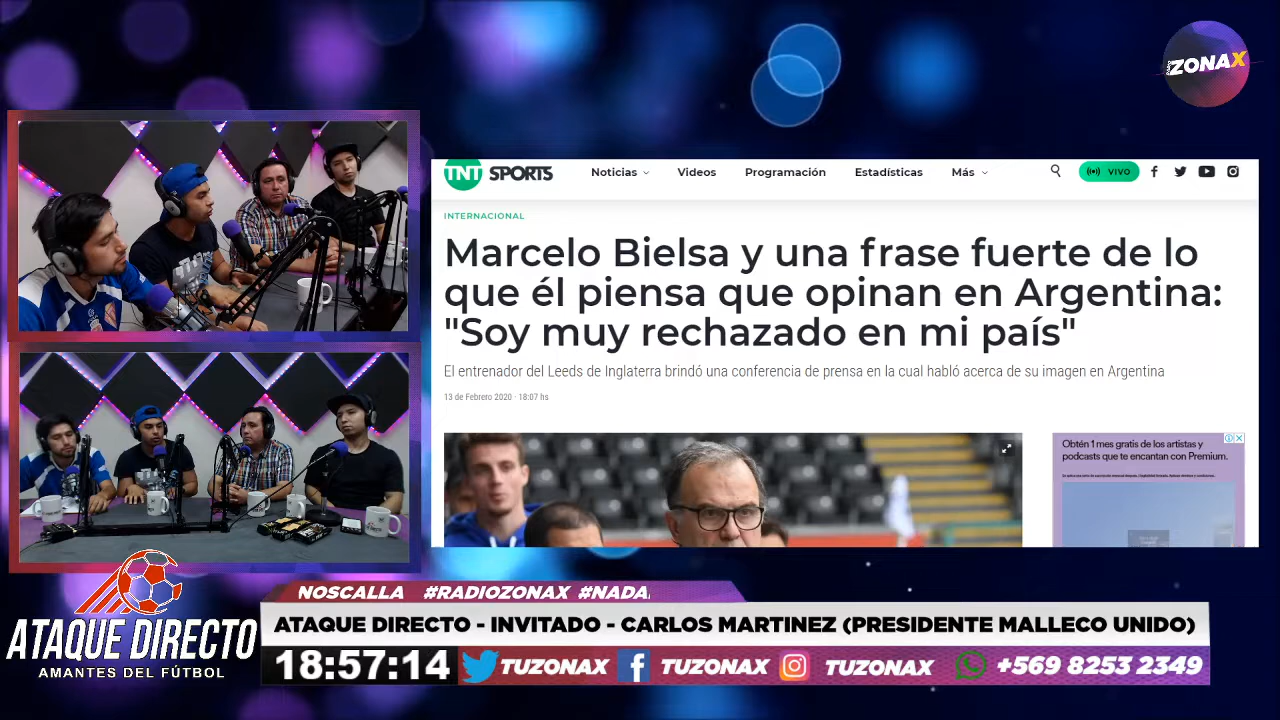 ZONAX
TNT SPORTS
Noticias
Videos
Programación
Estadísticas
Más
VIVO
INTERNACIONAL
Marcelo Bielsa y una frase fuerte de lo
que él piensa que opinan en Argentina:
"Soy muy rechazado en mi país"
El entrenador del Leeds de Inglaterra brindó una conferencia de prensa en la cual habló acerca de su imagen en Argentina
13 de Febrero 2020 · 18:07 hs
Obtén 1 mes gratis de los artistas y
podcasts que te encantan con Premium.
ATAQUE DIRECTO
AMANTES DEL FÚTBOL
NOSCALLA #RADIOZONAX #NADA
ATAQUE DIRECTO - INVITADO - CARLOS MARTINEZ (PRESIDENTE MALLECO UNIDO)
18:57:14 TUZONAX TUZONAX TUZONAX +569 8253 2349